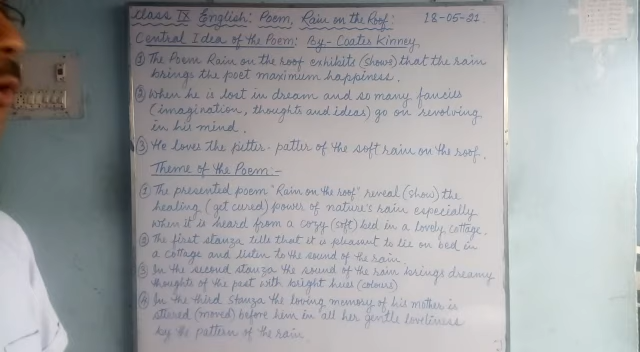 Class IX English: Poem, Rain on the Roof: 18-05-21.
Central Idea of the Poem: By- Coates Kinney.
① The Poem Rain on the roof exhibits (shows) that the rain
brings the poet maximum happiness.
② When he is lost in dream and so many fancies
(imagination, thoughts and ideas) go on revolving
in his mind.
③ He loves the pitter-patter of the soft rain on the roof.
Theme of the Poem:-
① The presented poem "Rain on the roof" reveal (show) the
healing (get cured) power of nature's rain especially
when it is heard from a cozy (soft) bed in a lovely cottage.
② The first stanza tells that it is pleasant to lie on bed in
a cottage and listen to the sound of the rain.
③ In the second stanza the sound of the rain brings dreamy
thoughts of the past with bright hues (colours)
④ In the third stanza the loving memory of his mother is
stirred (moved) before him in all her gentle loveliness
by the pattern of the rain.